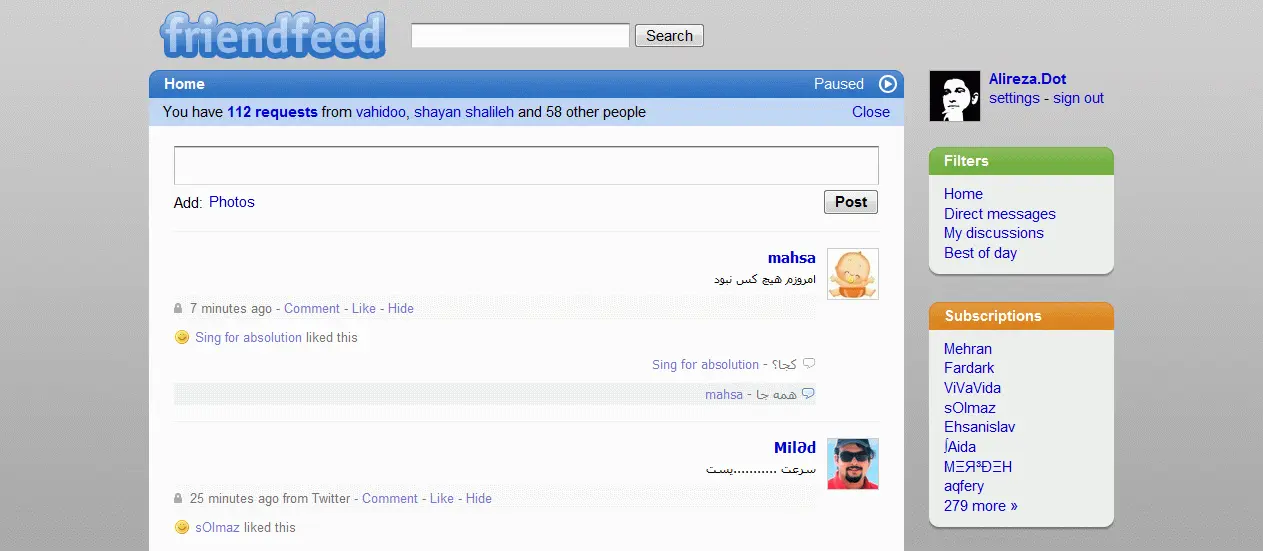 friendfeed
Search
Home
Paused
You have 112 requests from vahidoo, shayan shalileh and 58 other people
Close
Add: Photos
Post
mahsa
امروزم هیچ کس نبود
7 minutes ago - Comment - Like - Hide
Sing for absolution liked this
کجا؟ - Sing for absolution
همه جا - mahsa
Mil∂d
سرعت ...........یست
25 minutes ago from Twitter - Comment - Like - Hide
sOlmaz liked this
Alireza.Dot
settings - sign out
Filters
Home
Direct messages
My discussions
Best of day
Subscriptions
Mehran
Fardark
ViVaVida
sOlmaz
Ehsanislav
∫Aida
MΞЯ³ÐΞH
aqfery
279 more »